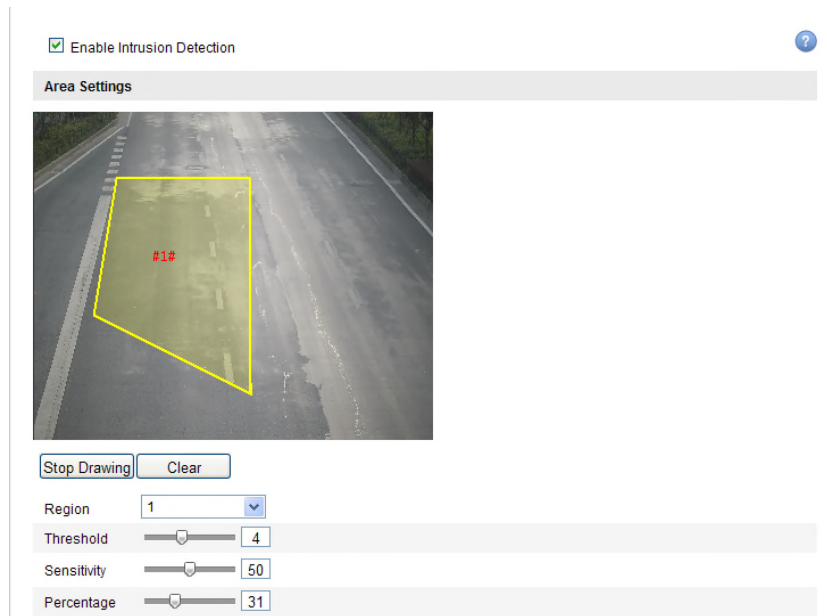 Enable Intrusion Detection
?
Area Settings
#1#
Stop Drawing Clear
Region 1
Threshold 4
Sensitivity 50
Percentage 31